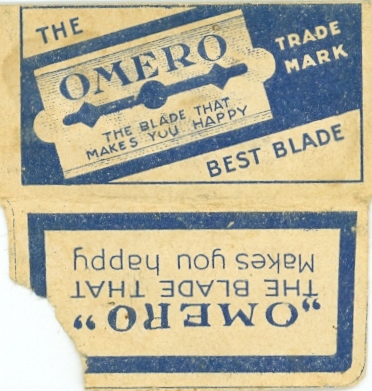 THE
OMERO
THE BLADE THAT
MAKES YOU HAPPY
TRADE
MARK
BEST BLADE
"OMERO"
THE BLADE THAT
Makes you happy